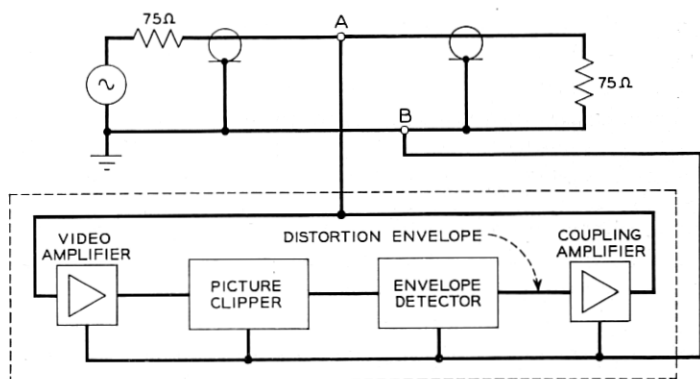 75Ω
A
75Ω
B
VIDEO
AMPLIFIER
DISTORTION ENVELOPE
COUPLING
AMPLIFIER
PICTURE
CLIPPER
ENVELOPE
DETECTOR